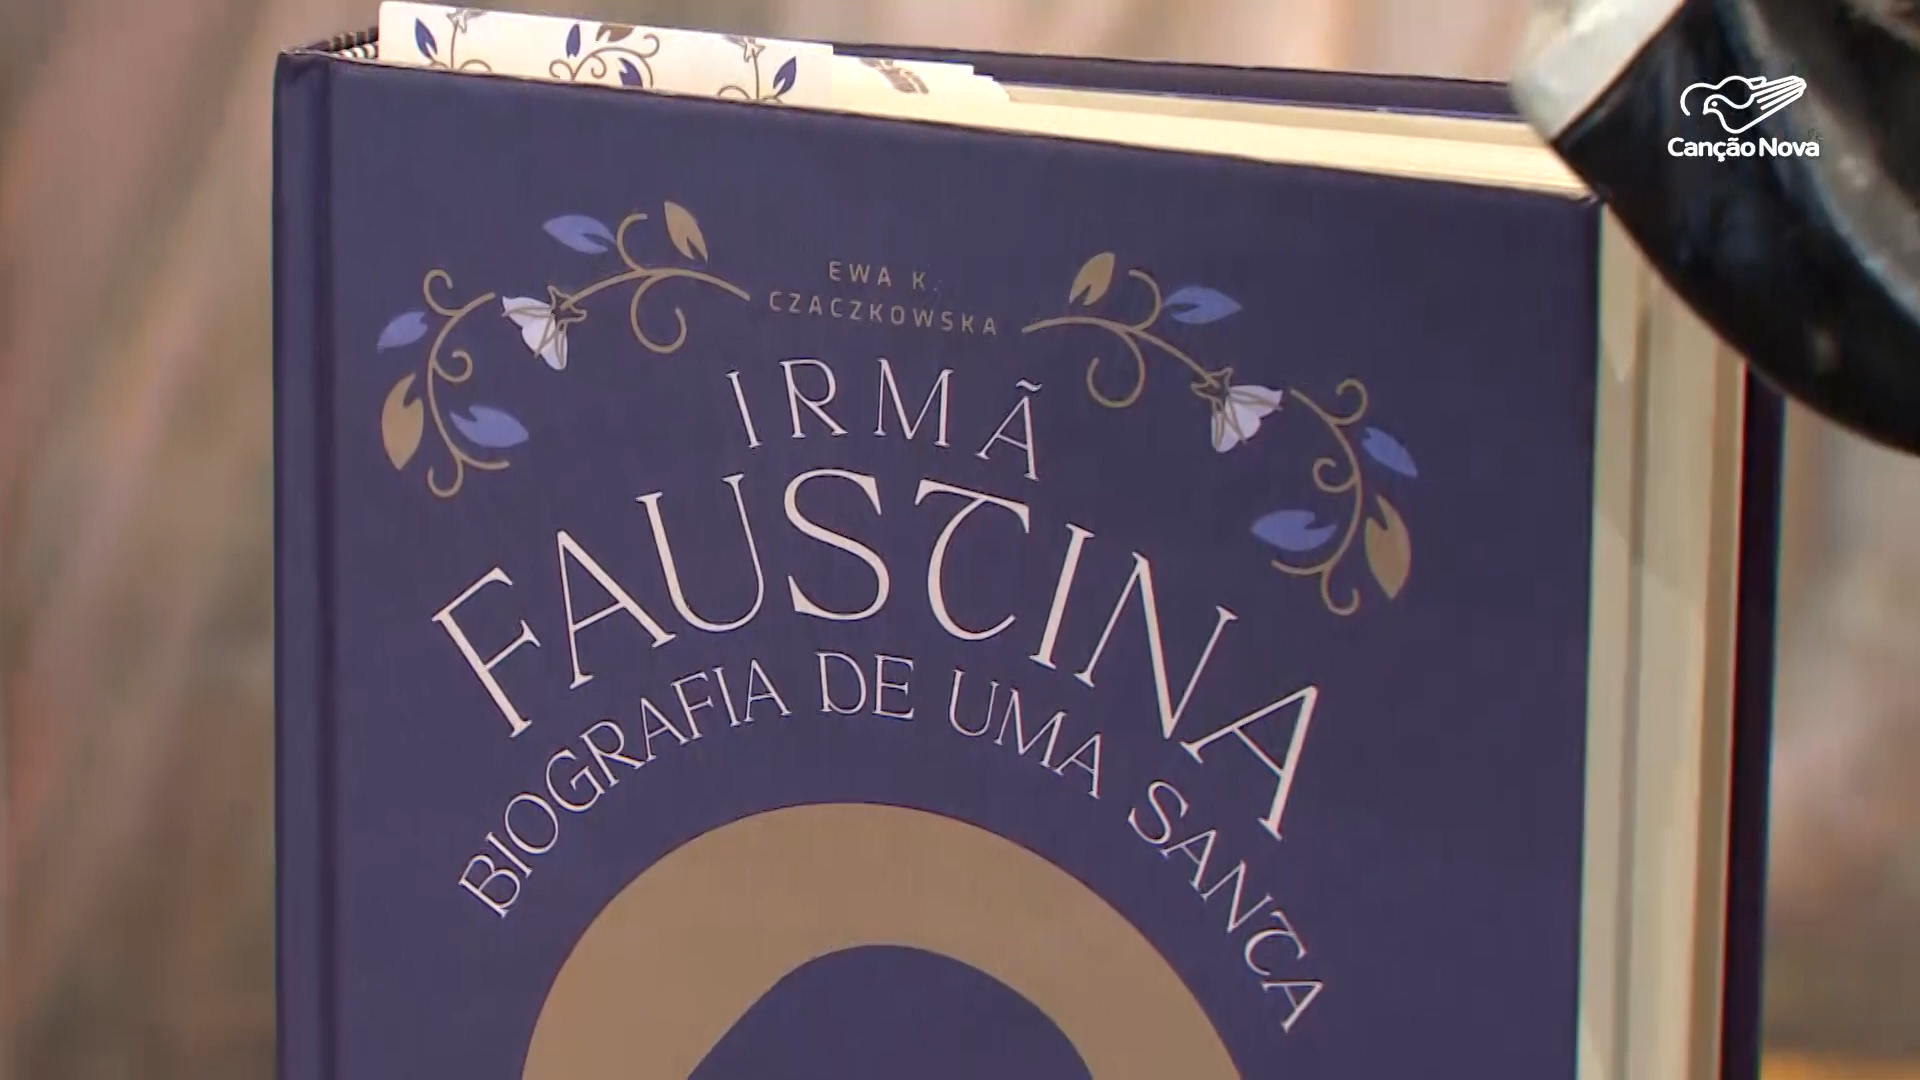 Canção Nova
EWA K.
CZACZKOWSKA
IRMÃ
FAUSTINA
BIOGRAFIA DE UMA SANTA